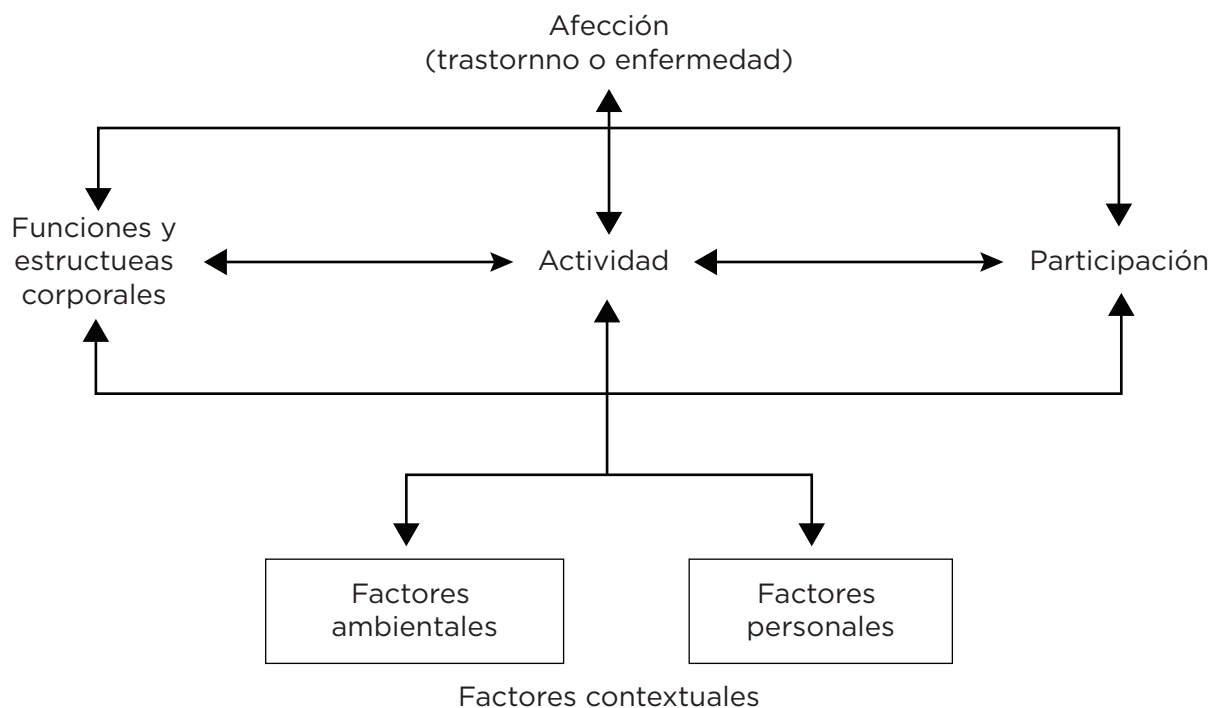 Afección
(trastornno o enfermedad)
Funciones y
estructueas
corporales
Actividad
Participación
Factores
ambientales
Factores
personales
Factores contextuales